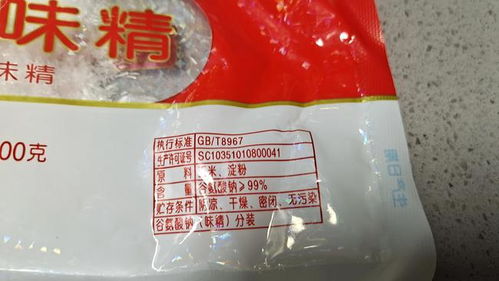 味精
味精
00克
执行标准 GB/T8967
生产许可证号 SC10351010800041
原料 米、淀粉
含量 谷氨酸钠≥99%
贮存条件 阴凉、干燥、密闭、无污染
谷氨酸钠（味精）分装